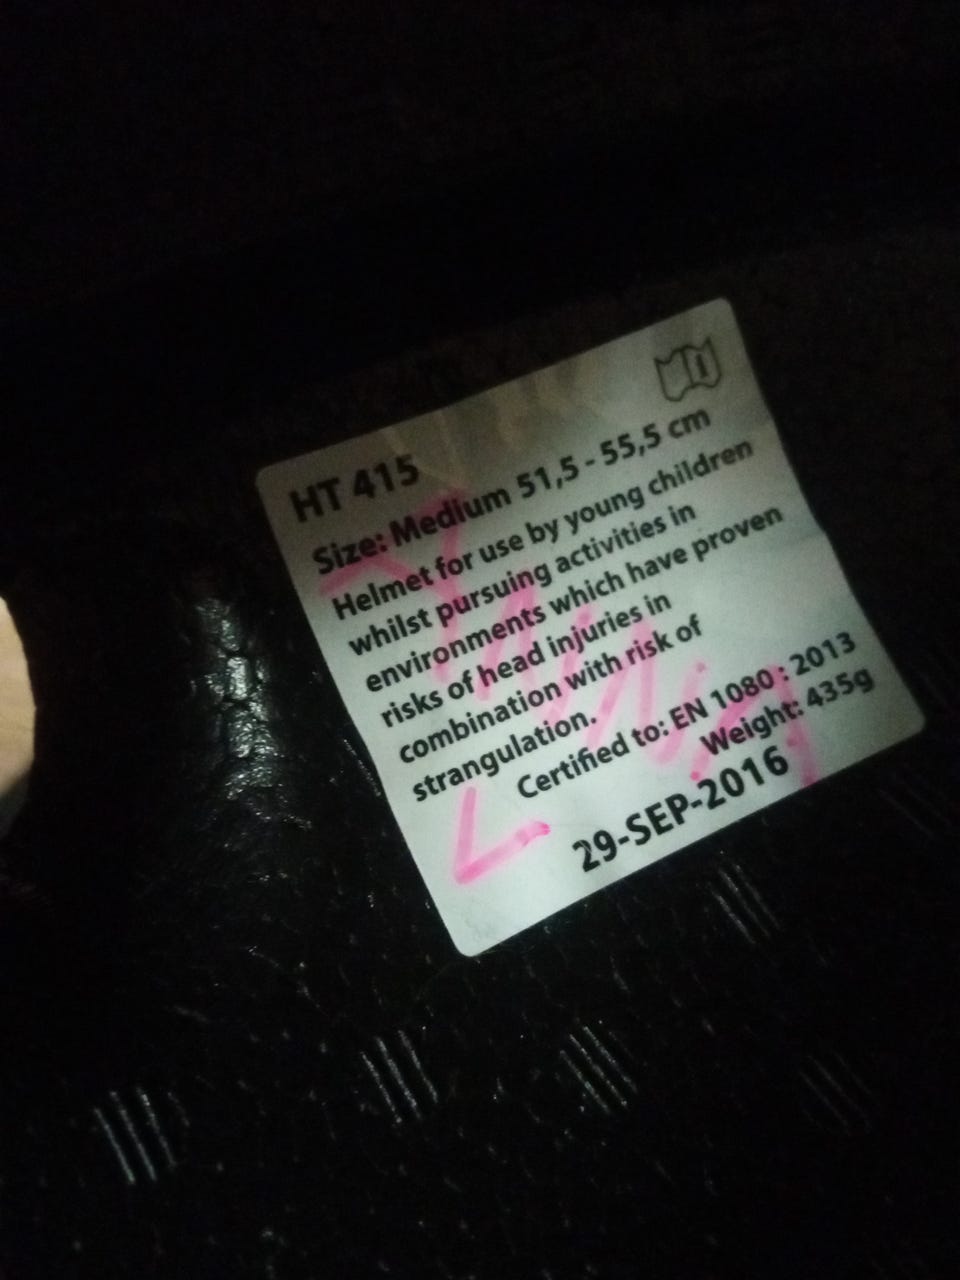 HT 415
Size: Medium 51,5 - 55,5 cm
Helmet for use by young children
whilst pursuing activities in
environments which have proven
risks of head injuries in
combination with risk of
strangulation.
Certified to: EN 1080 : 2013
Weight: 435g
29-SEP-2016